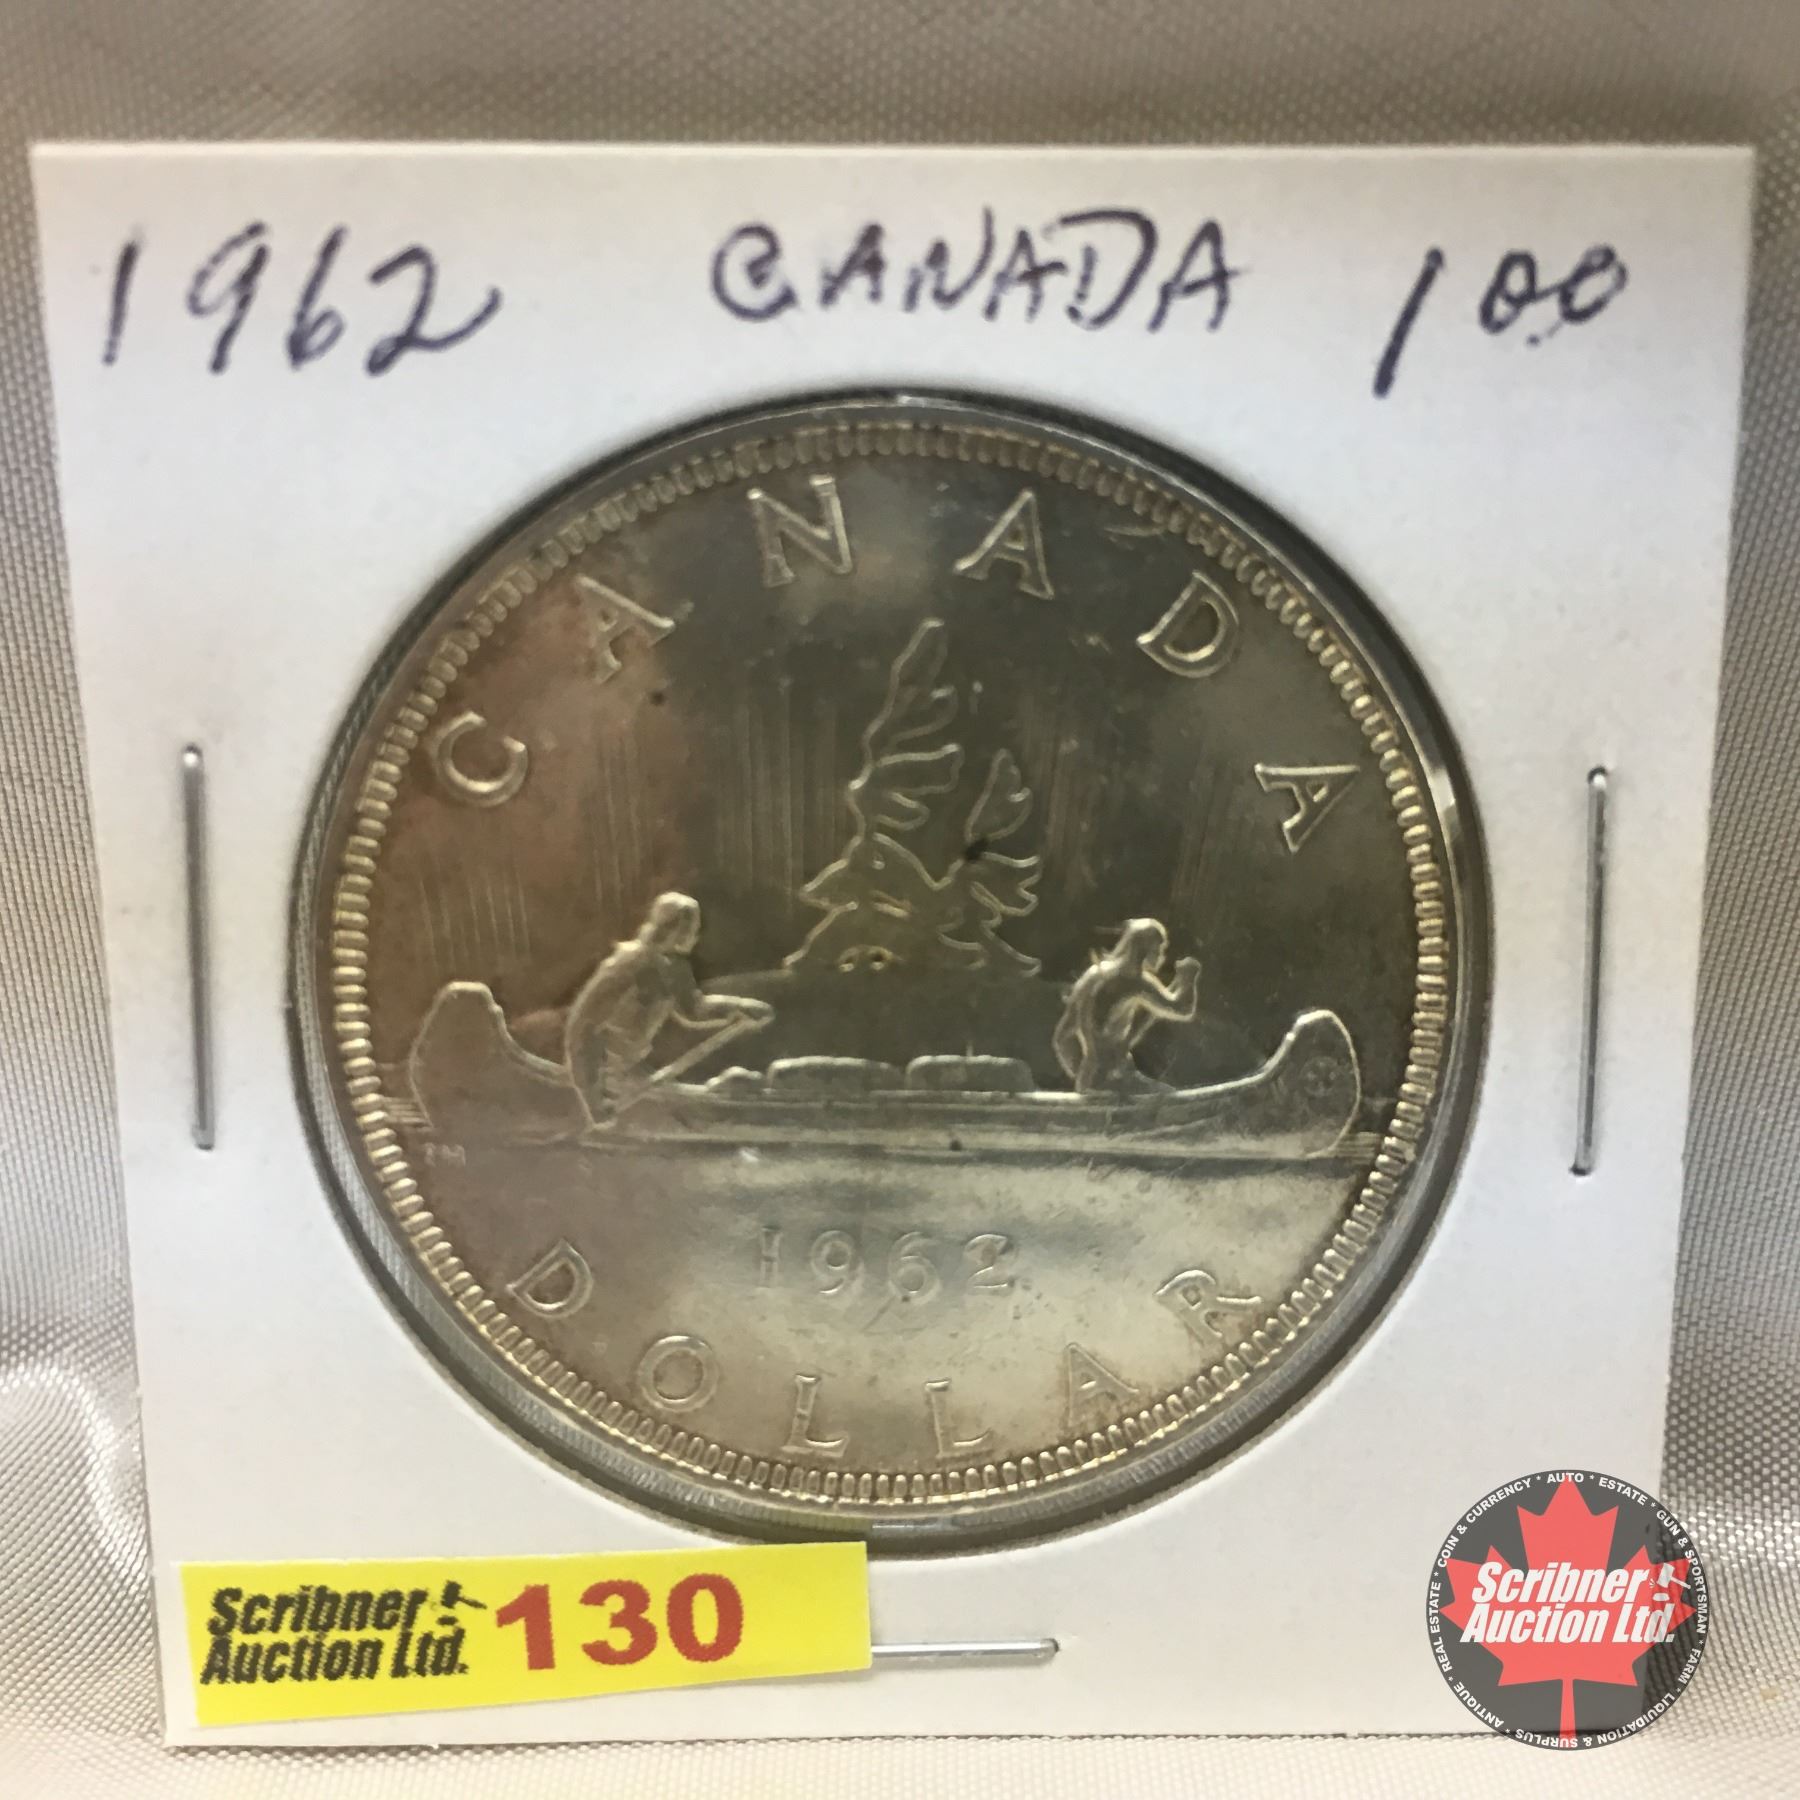 1962 CANADA 1 00
CANADA
1962
DOLLAR
Scribner
Auction Ltd.
130
REAL ESTATE * COIN & CURRENCY * AUTO * ESTATE * GUN & SPORTSMAN * FARM * LIQUIDATION & SURPLUS * ANTIQUE *
Scribner
Auction Ltd.